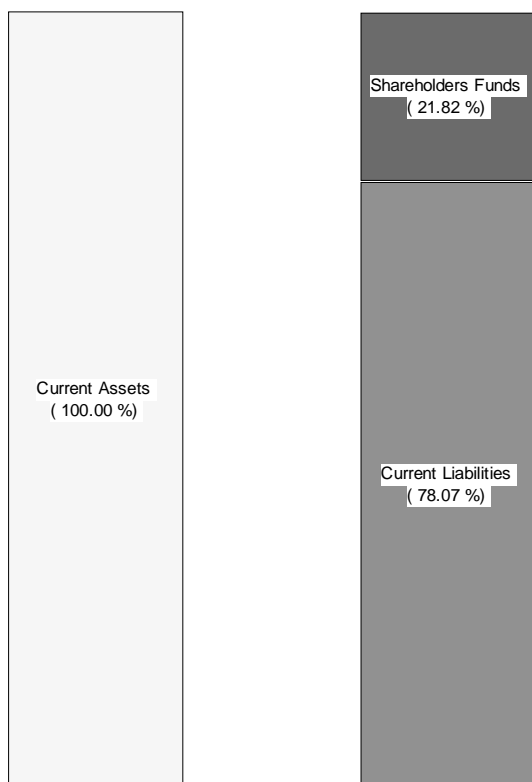 Shareholders Funds
( 21.82 %)
Current Assets
( 100.00 %)
Current Liabilities
( 78.07 %)